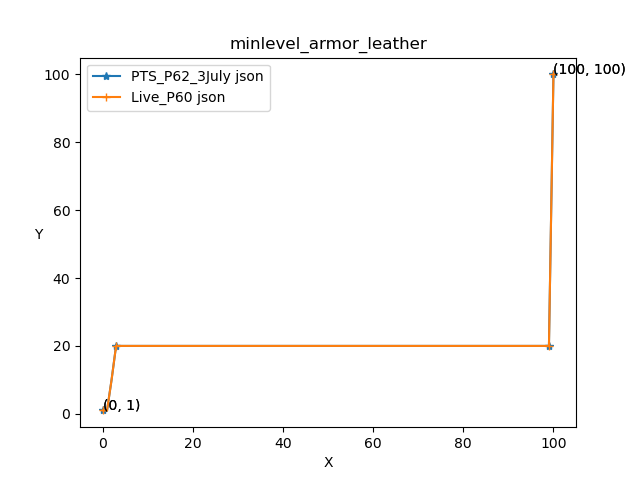 minlevel_armor_leather
PTS_P62_3July json
Live_P60 json
(100, 100)
(0, 1)
Y
100
80
60
40
20
0
0 20 40 60 80 100
X